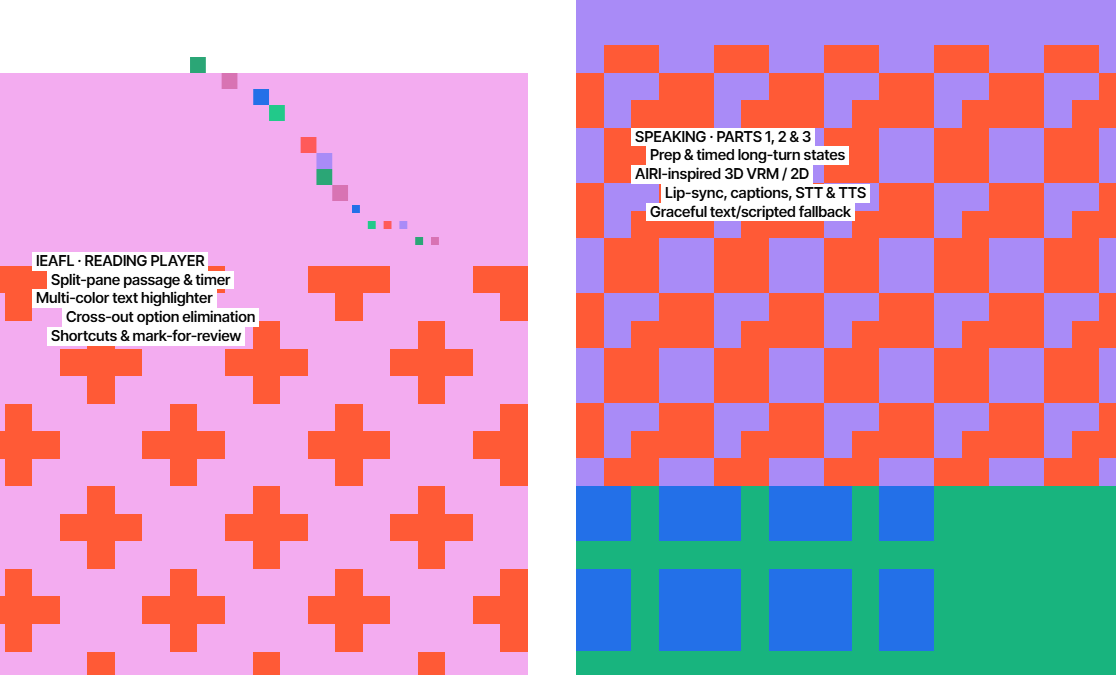 IEAFL · READING PLAYER
Split-pane passage & timer
Multi-color text highlighter
Cross-out option elimination
Shortcuts & mark-for-review
SPEAKING · PARTS 1, 2 & 3
Prep & timed long-turn states
AIRI-inspired 3D VRM / 2D
Lip-sync, captions, STT & TTS
Graceful text/scripted fallback